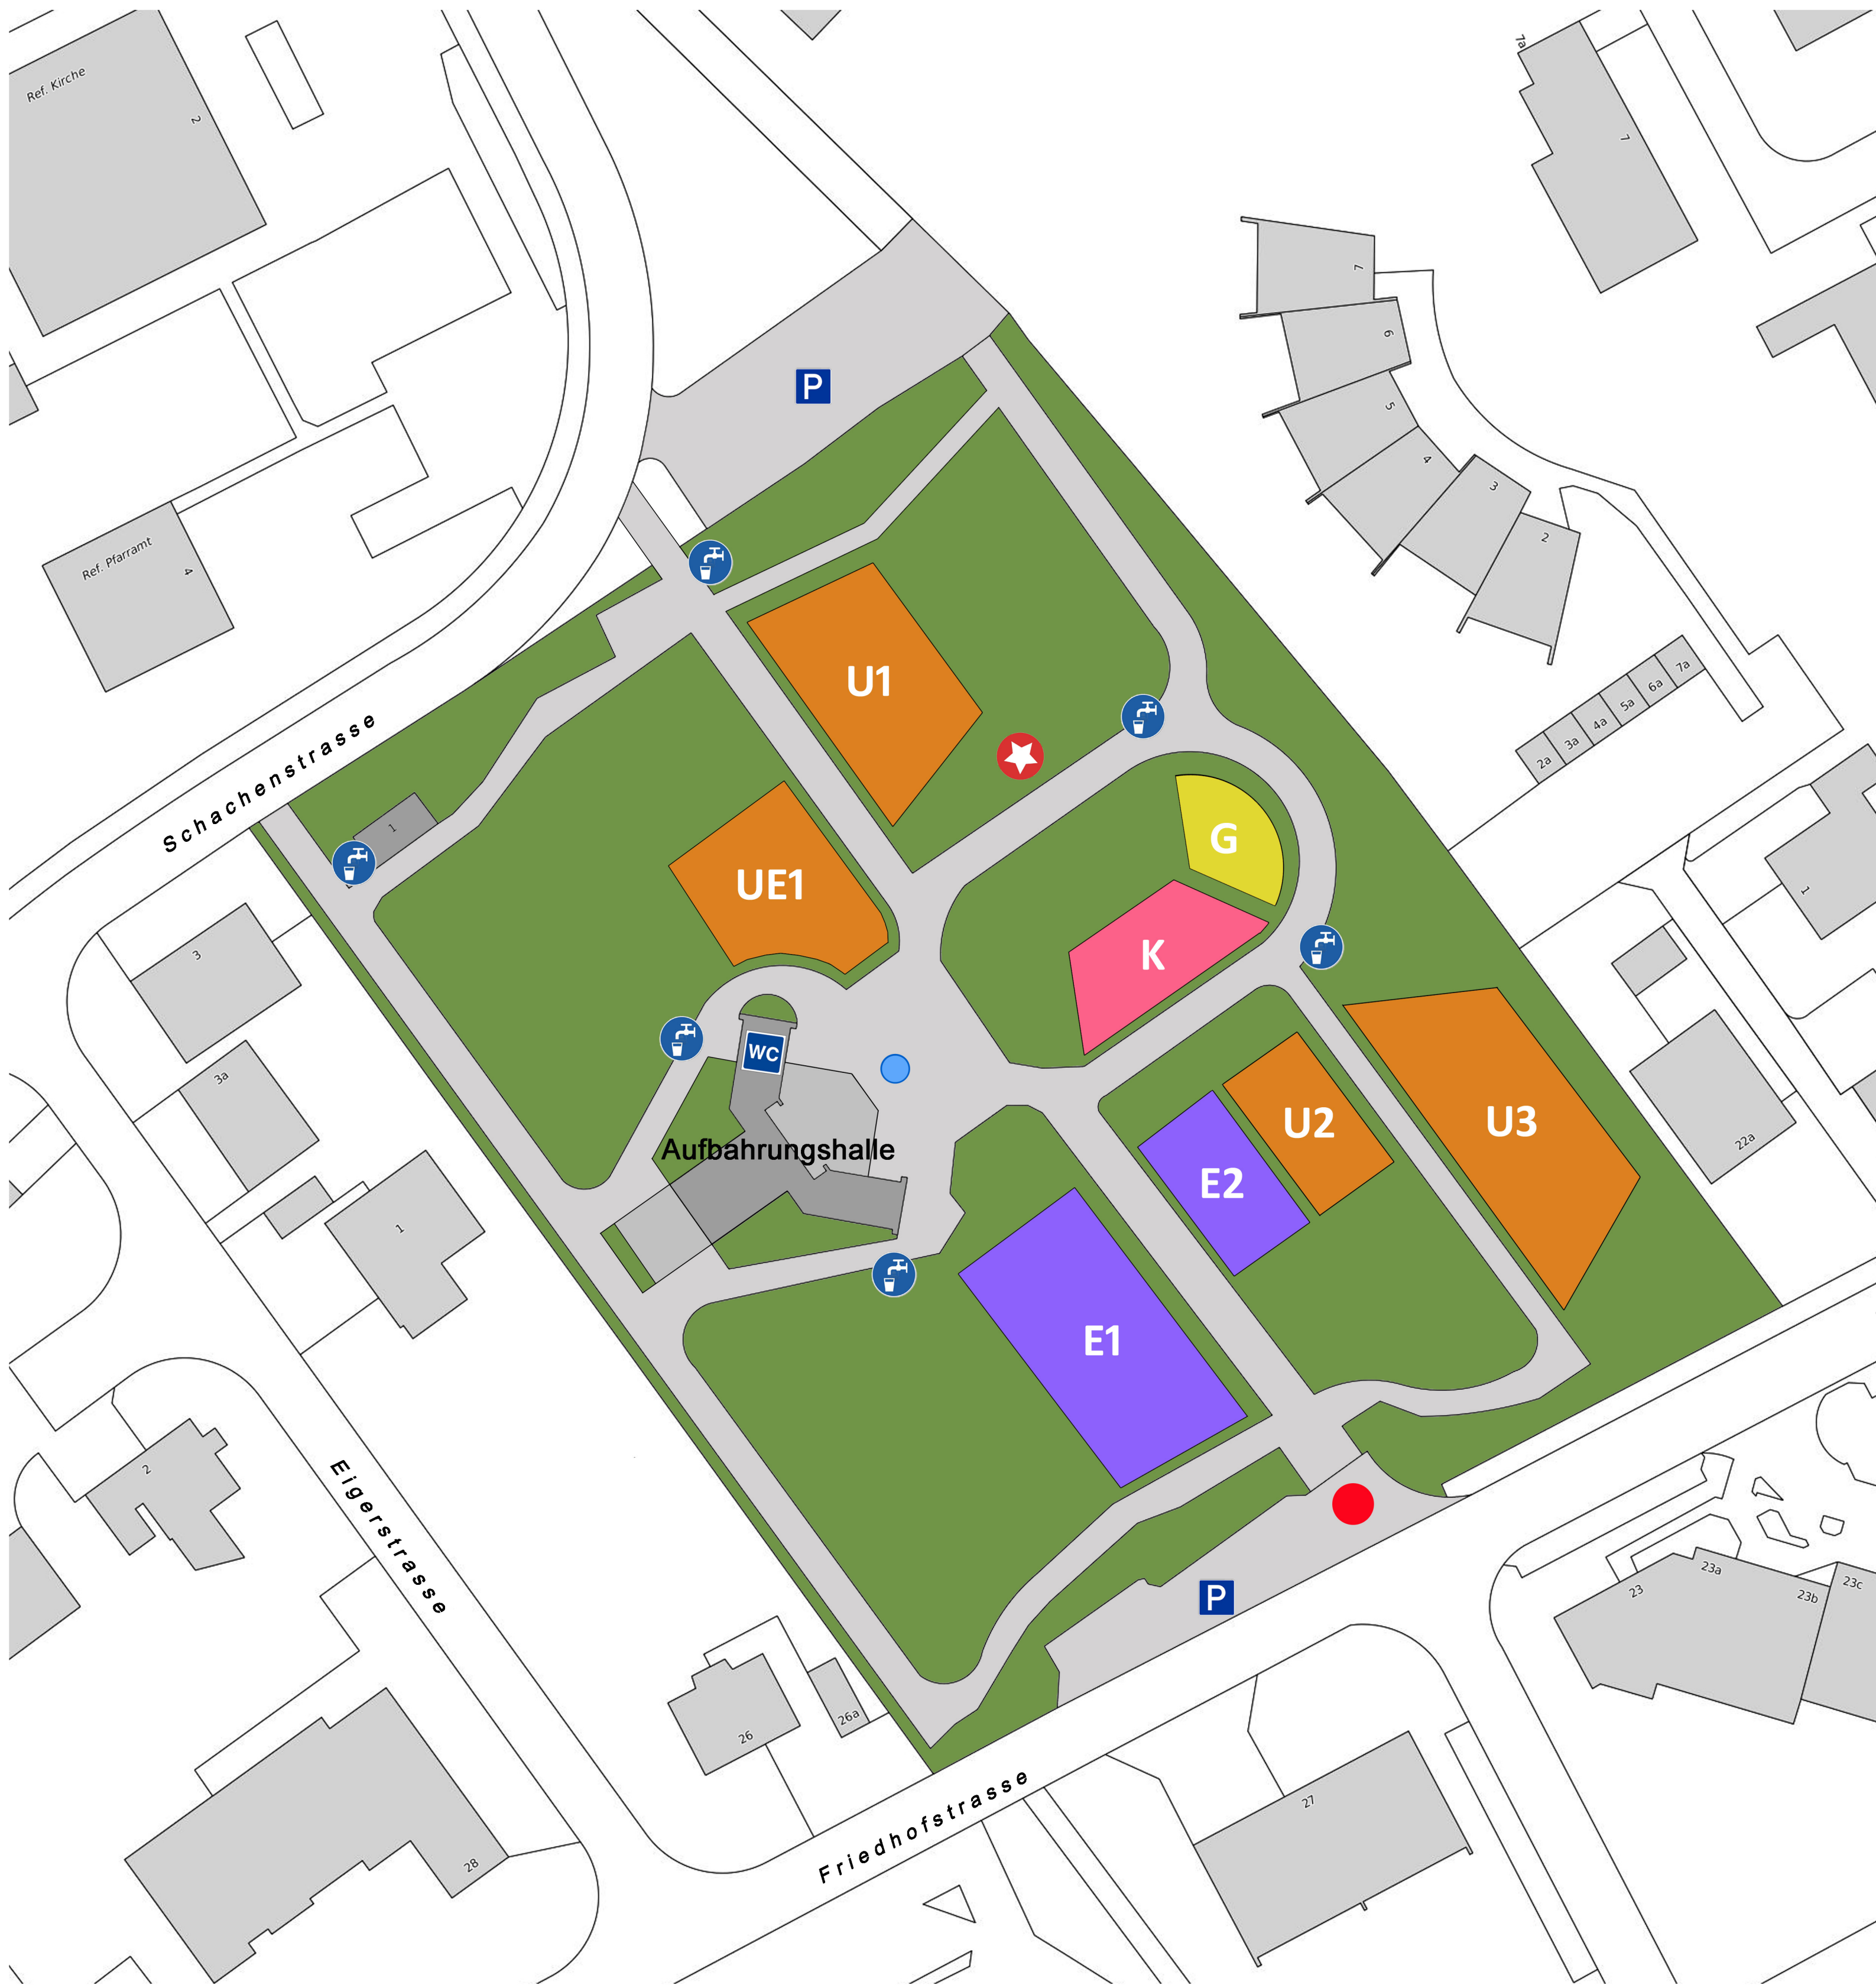 7a
Ref. Kirche
2
7
7
6
P
5
4
3
2
Ref. Pfarramt
4
7a
6a
5a
4a
3a
2a
U1
Schachenstrasse
1
G
UE1
1
3
K
WC
3a
U2
U3
22a
Aufbahrungshalle
E2
1
E1
2
Eigerstrasse
23a
23c
23
23b
P
26a
26
Friedhofstrasse
27
28